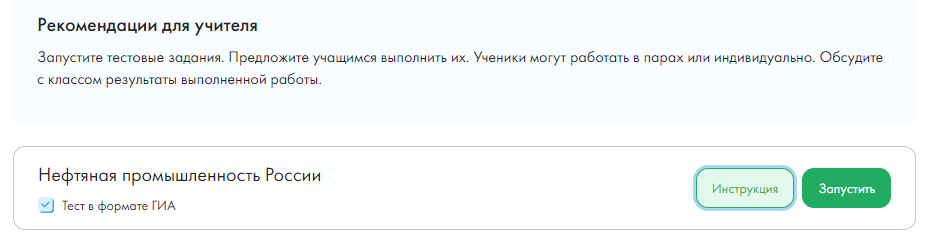 Рекомендации для учителя
Запустите тестовые задания. Предложите учащимся выполнить их. Ученики могут работать в парах или индивидуально. Обсудите
с классом результаты выполненной работы.
Нефтяная промышленность России
Инструкция
Запустить
Тест в формате ГИА